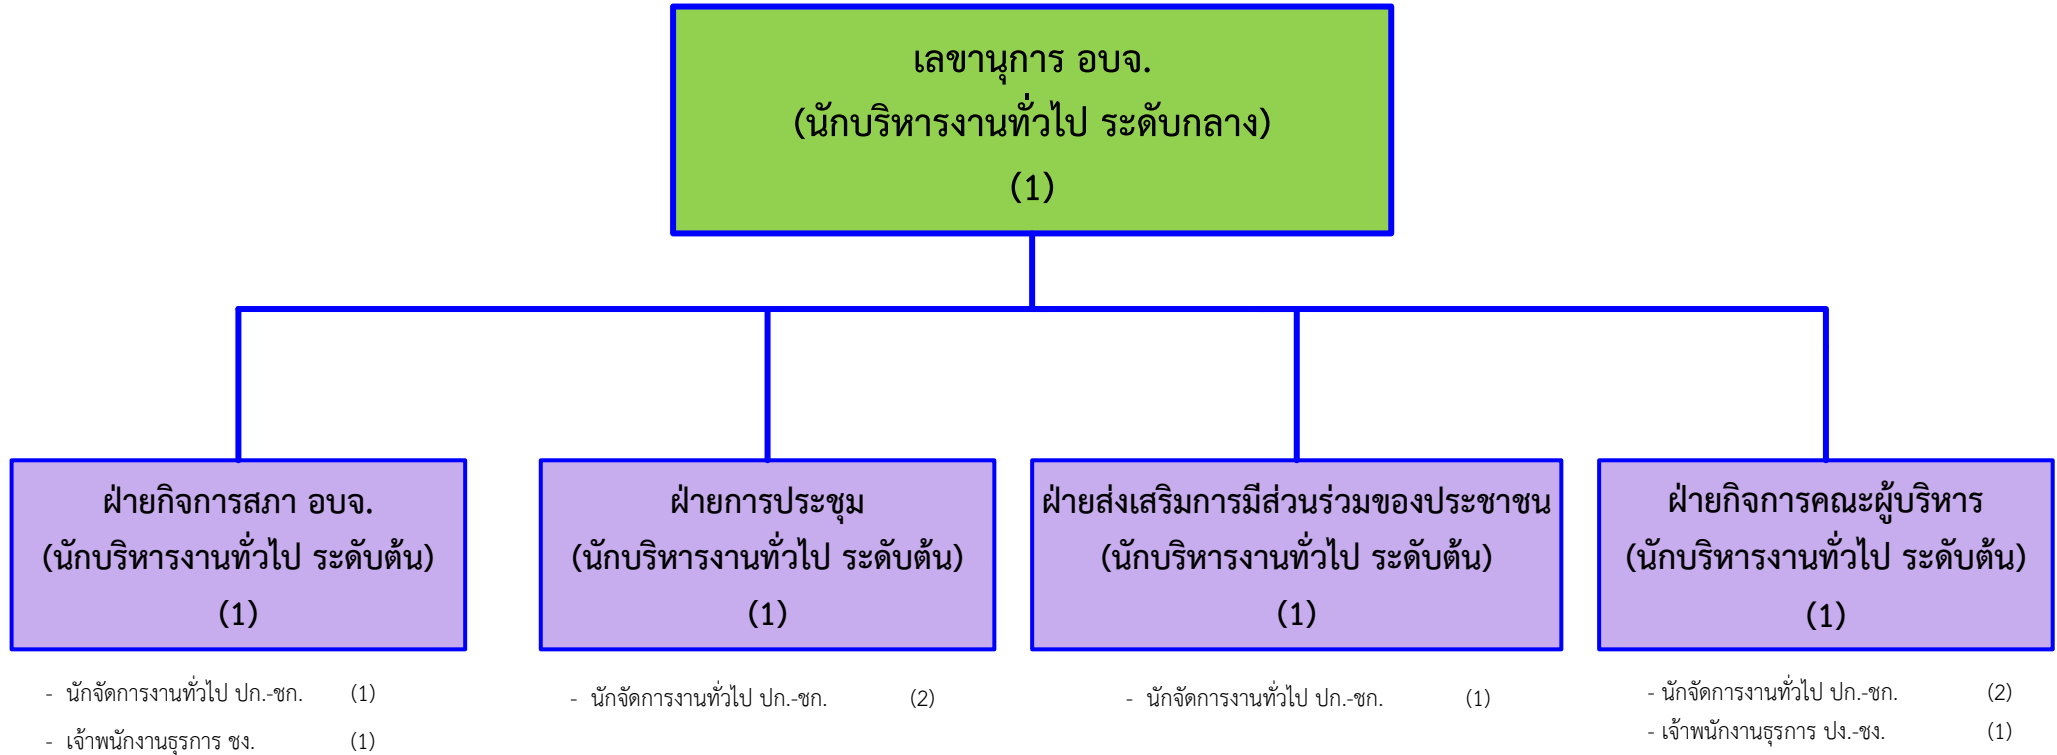 เลขานุการ อบจ.
(นักบริหารงานทั่วไป ระดับกลาง)
(1)
ฝ่ายกิจการสภา อบจ.
(นักบริหารงานทั่วไป ระดับต้น)
(1)
- นักจัดการงานทั่วไป ปก.-ชก. (1)
- เจ้าพนักงานธุรการ ชง. (1)
ฝ่ายการประชุม
(นักบริหารงานทั่วไป ระดับต้น)
(1)
- นักจัดการงานทั่วไป ปก.-ชก. (2)
ฝ่ายส่งเสริมการมีส่วนร่วมของประชาชน
(นักบริหารงานทั่วไป ระดับต้น)
(1)
- นักจัดการงานทั่วไป ปก.-ชก. (1)
ฝ่ายกิจการคณะผู้บริหาร
(นักบริหารงานทั่วไป ระดับต้น)
(1)
- นักจัดการงานทั่วไป ปก.-ชก. (2)
- เจ้าพนักงานธุรการ ปง.-ชง. (1)